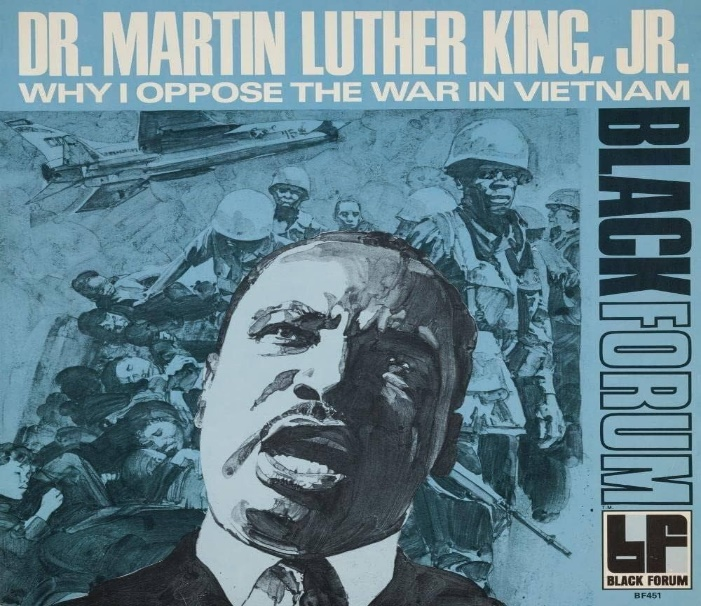 DR. MARTIN LUTHER KING, JR.
WHY I OPPOSE THE WAR IN VIETNAM
BLACK FORUM
T.M.
bf
BLACK FORUM
BF451